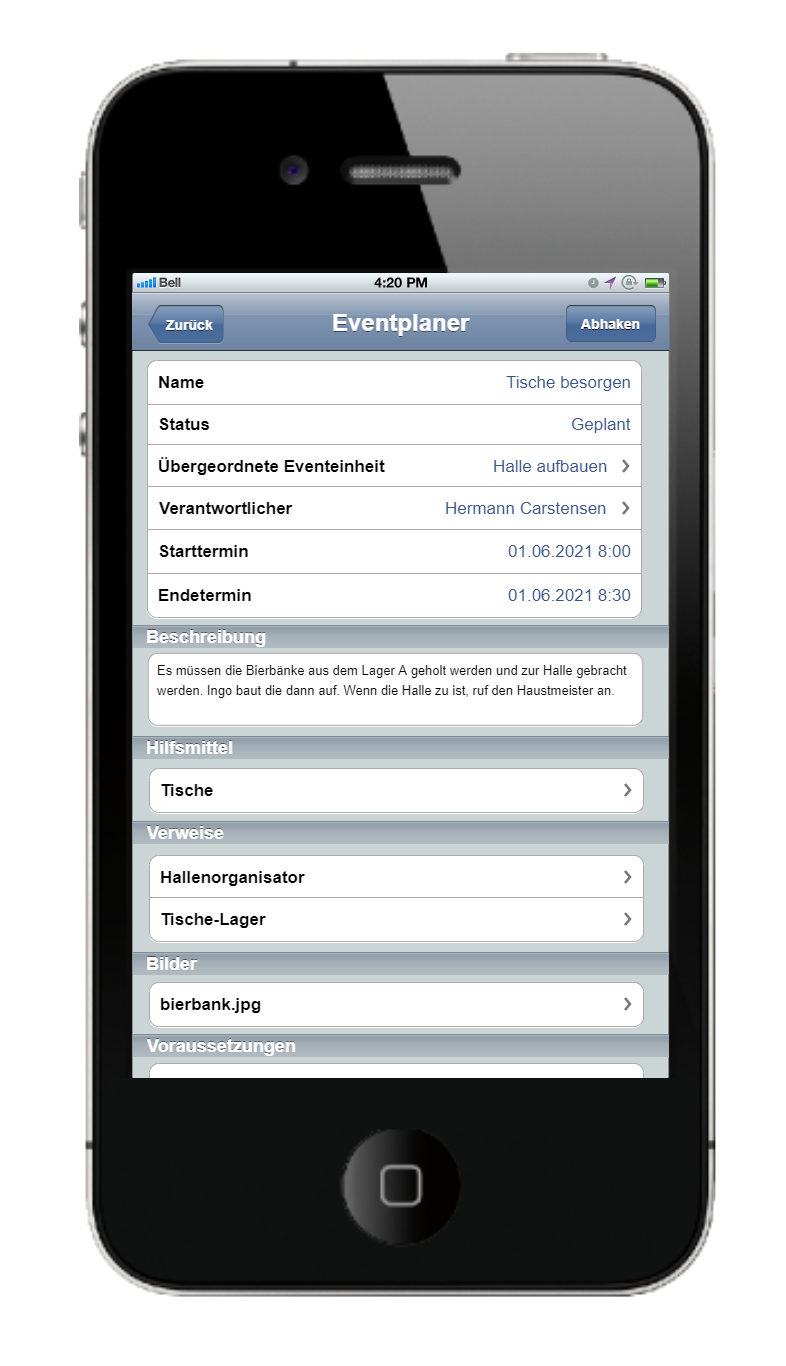 Bell 4:20 PM
Zurück Eventplaner Abhaken
Name Tische besorgen
Status Geplant
Übergeordnete Eventeinheit Halle aufbauen
Verantwortlicher Hermann Carstensen
Starttermin 01.06.2021 8:00
Endetermin 01.06.2021 8:30
Beschreibung
Es müssen die Bierbänke aus dem Lager A geholt werden und zur Halle gebracht
werden. Ingo baut die dann auf. Wenn die Halle zu ist, ruf den Haustmeister an.
Hilfsmittel
Tische
Verweise
Hallenorganisator
Tische-Lager
Bilder
bierbank.jpg
Voraussetzungen